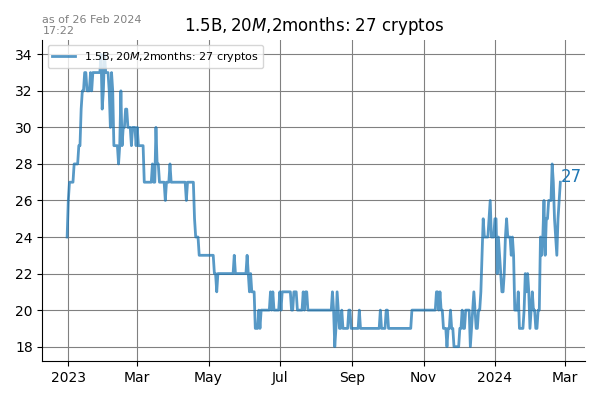 as of 26 Feb 2024
17:22
1.5B, 20M,2months: 27 cryptos
1.5B, 20M,2months: 27 cryptos
34
32
30
28
26
24
22
20
18
27
2023
Mar
May
Jul
Sep
Nov
2024
Mar